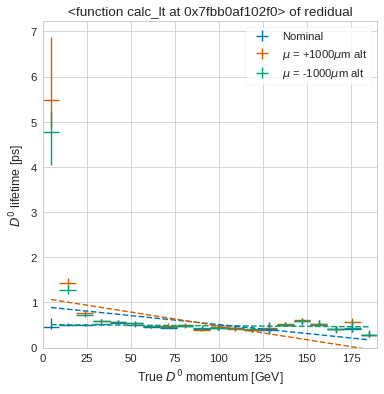 <function calc_lt at 0x7fbb0af102f0> of redidual
Nominal
μ = +1000μm alt
μ = -1000μm alt
D⁰ lifetime [ps]
7
6
5
4
3
2
1
0
0 25 50 75 100 125 150 175
True D⁰ momentum [GeV]